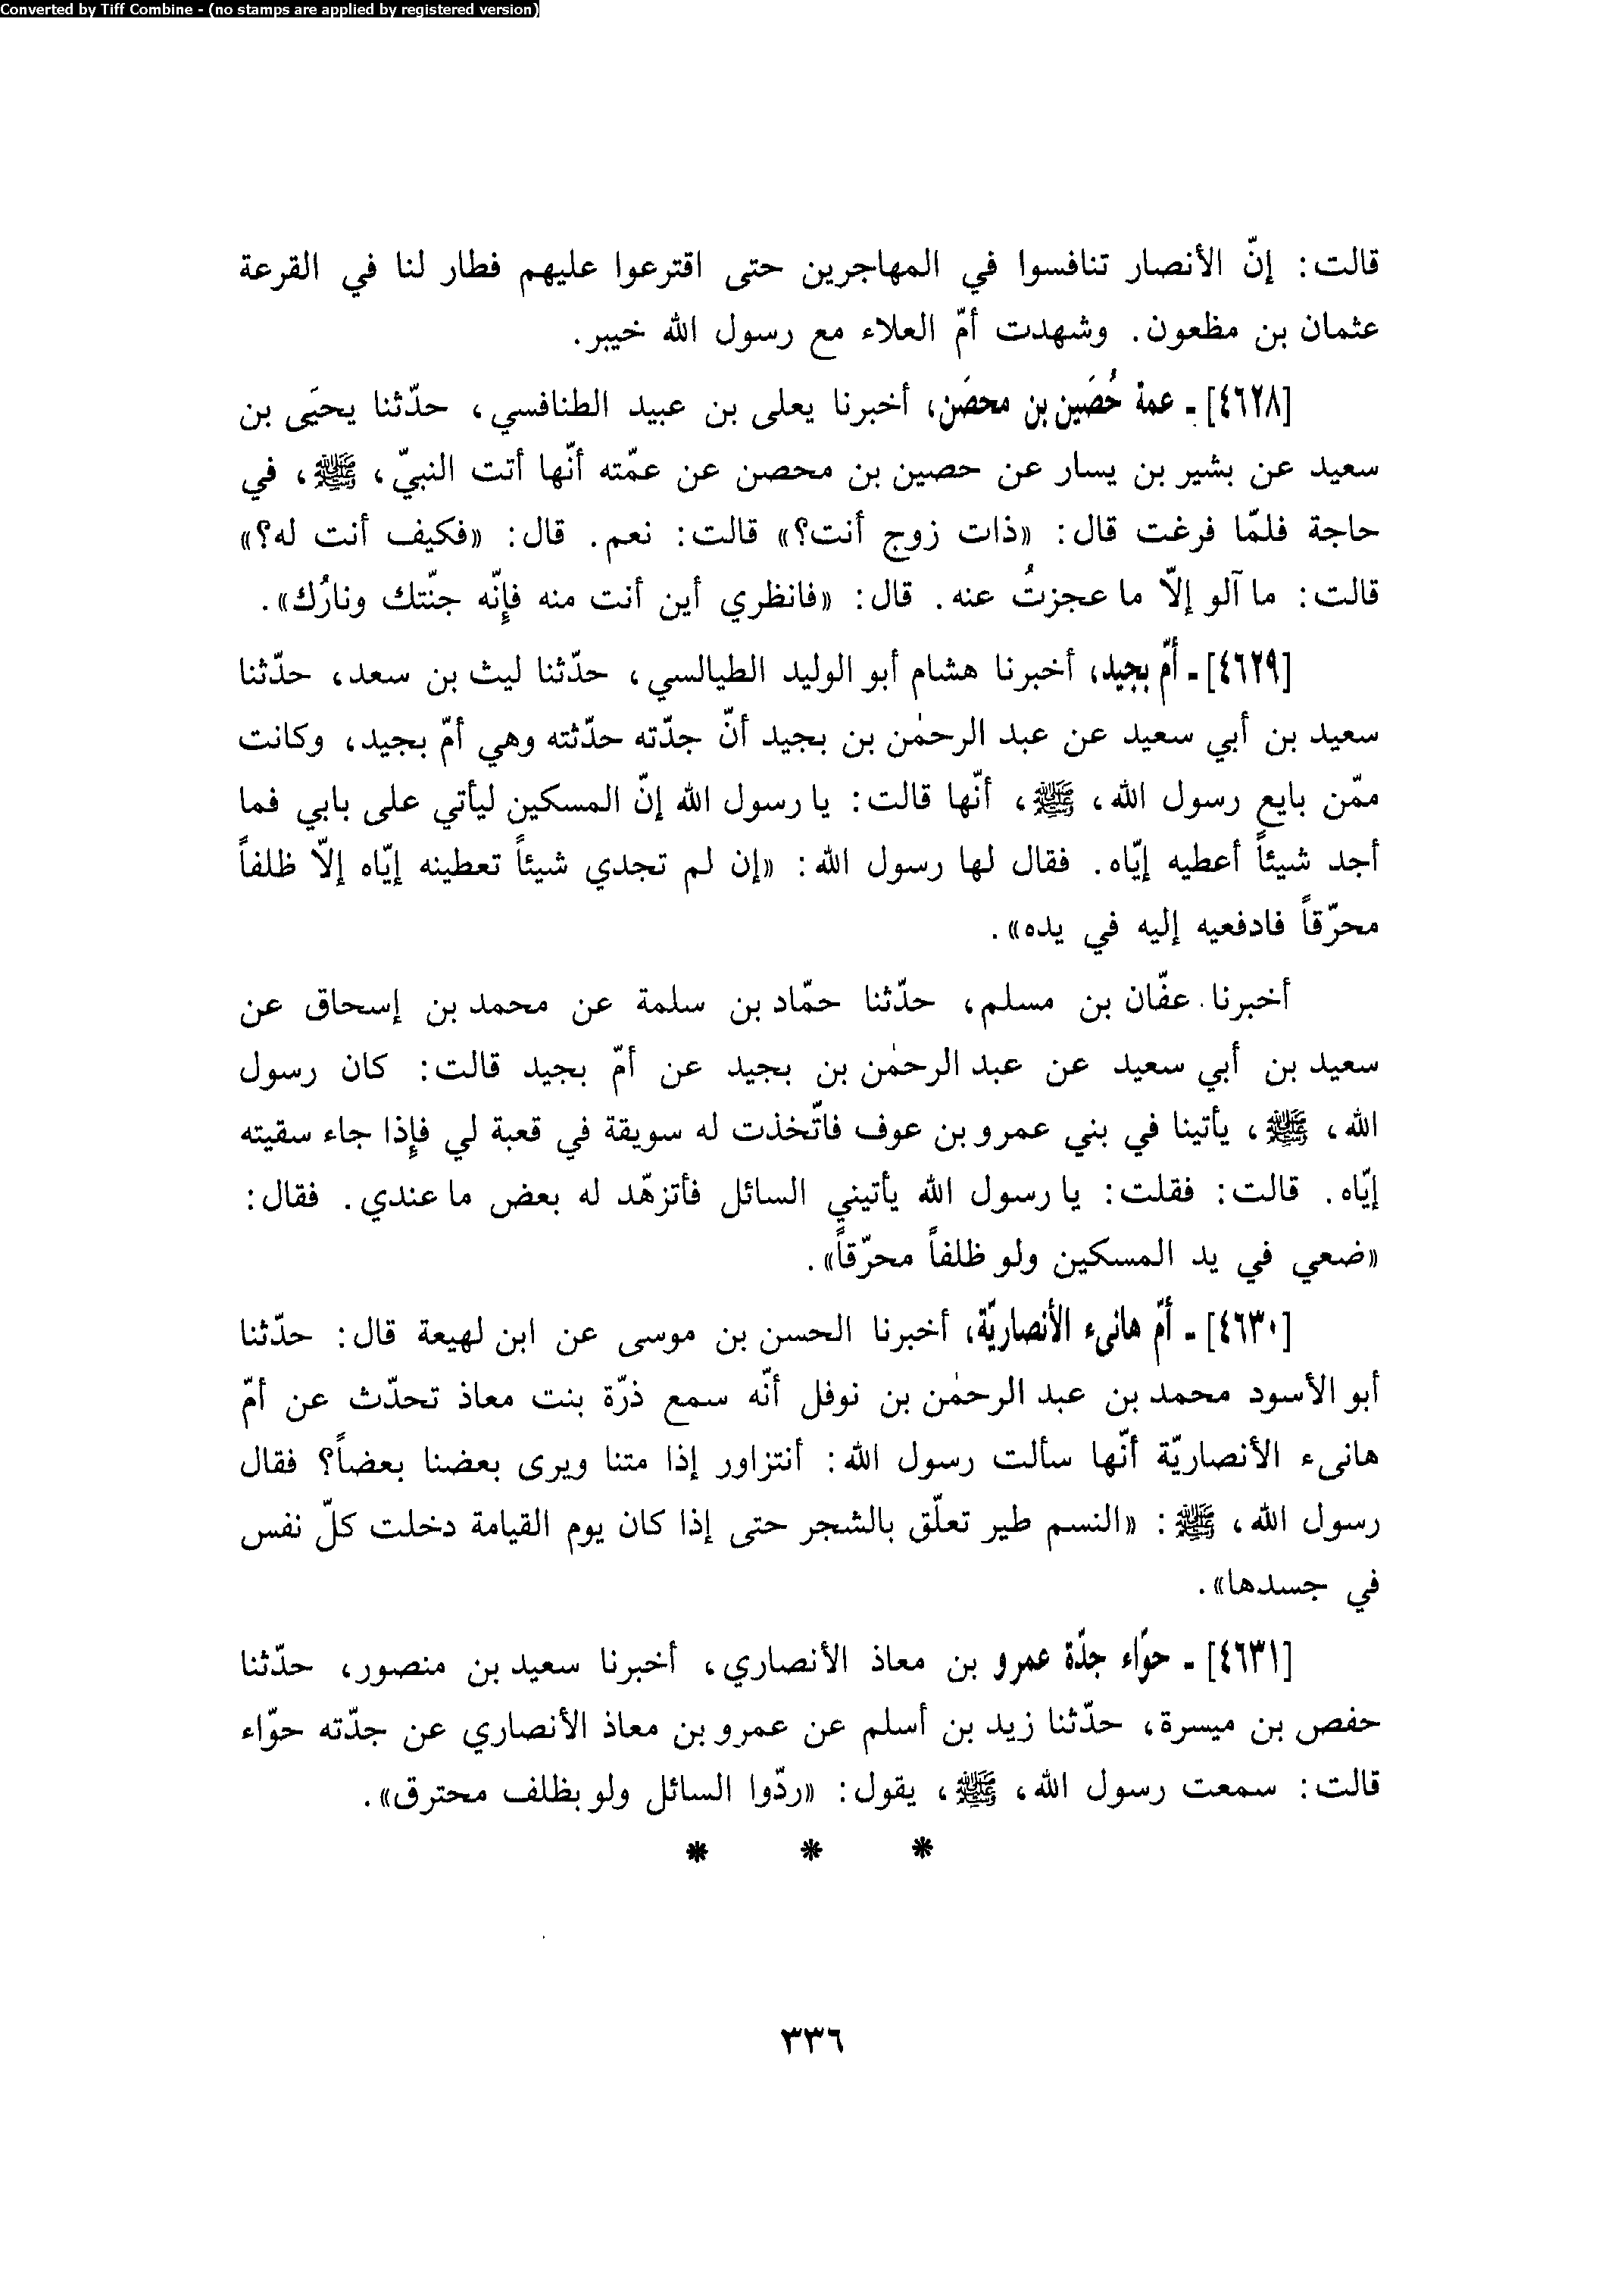 Converted by Tiff Combine - (no stamps are applied by registered version)
قالت: إنّ الأنصار تنافسوا في المهاجرين حتى اقترعوا عليهم فطار لنا في القرعة
عثمان بن مظعون. وشهدت أمّ العلاء مع رسول الله خيبر.
[٤٦٢٨] ـ عمة حُصَين بن محصَن، أخبرنا يعلى بن عبيد الطنافسي، حدّثنا يحيَى بن
سعيد عن بشير بن يسار عن حصين بن محصن عن عمّته أنّها أتت النبيّ، ﷺ، في
حاجة فلمّا فرغت قال: «ذات زوج أنت؟» قالت: نعم. قال: «فكيف أنت له؟»
قالت: ما آلو إلّا ما عجزتُ عنه. قال: «فانظري أين أنت منه فإنّه جنّتك ونارُك».
[٤٦٢٩] ـ أمّ بجيد، أخبرنا هشام أبو الوليد الطيالسي، حدّثنا ليث بن سعد، حدّثنا
سعيد بن أبي سعيد عن عبد الرحمٰن بن بجيد أنّ جدّته حدّثته وهي أمّ بجيد، وكانت
ممّن بايع رسول الله، ﷺ، أنّها قالت: يا رسول الله إنّ المسكين ليأتي على بابي فما
أجد شيئاً أعطيه إيّاه. فقال لها رسول الله: «إن لم تجدي شيئاً تعطينه إيّاه إلّا ظلفاً
محرّقاً فادفعيه إليه في يده».
أخبرنا عفّان بن مسلم، حدّثنا حمّاد بن سلمة عن محمد بن إسحاق عن
سعيد بن أبي سعيد عن عبد الرحمٰن بن بجيد عن أمّ بجيد قالت: كان رسول
الله، ﷺ، يأتينا في بني عمرو بن عوف فاتّخذت له سويقة في قعبة لي فإذا جاء سقيته
إيّاه. قالت: فقلت: يا رسول الله يأتيني السائل فأتزهّد له بعض ما عندي. فقال:
«ضعي في يد المسكين ولو ظلفاً محرّقاً».
[٤٦٣٠] ـ أمّ هانىء الأنصاريّة، أخبرنا الحسن بن موسى عن ابن لهيعة قال: حدّثنا
أبو الأسود محمد بن عبد الرحمٰن بن نوفل أنّه سمع ذرّة بنت معاذ تحدّث عن أمّ
هانىء الأنصاريّة أنّها سألت رسول الله: أنتزاور إذا متنا ويرى بعضنا بعضاً؟ فقال
رسول الله، ﷺ: «النسم طير تعلّق بالشجر حتى إذا كان يوم القيامة دخلت كلّ نفس
في جسدها».
[٤٦٣١] ـ حوّاء جدّة عمرو بن معاذ الأنصاري، أخبرنا سعيد بن منصور، حدّثنا
حفص بن ميسرة، حدّثنا زيد بن أسلم عن عمرو بن معاذ الأنصاري عن جدّته حوّاء
قالت: سمعت رسول الله، ﷺ، يقول: «ردّوا السائل ولو بظلف محترق».
* * *
٣٣٦